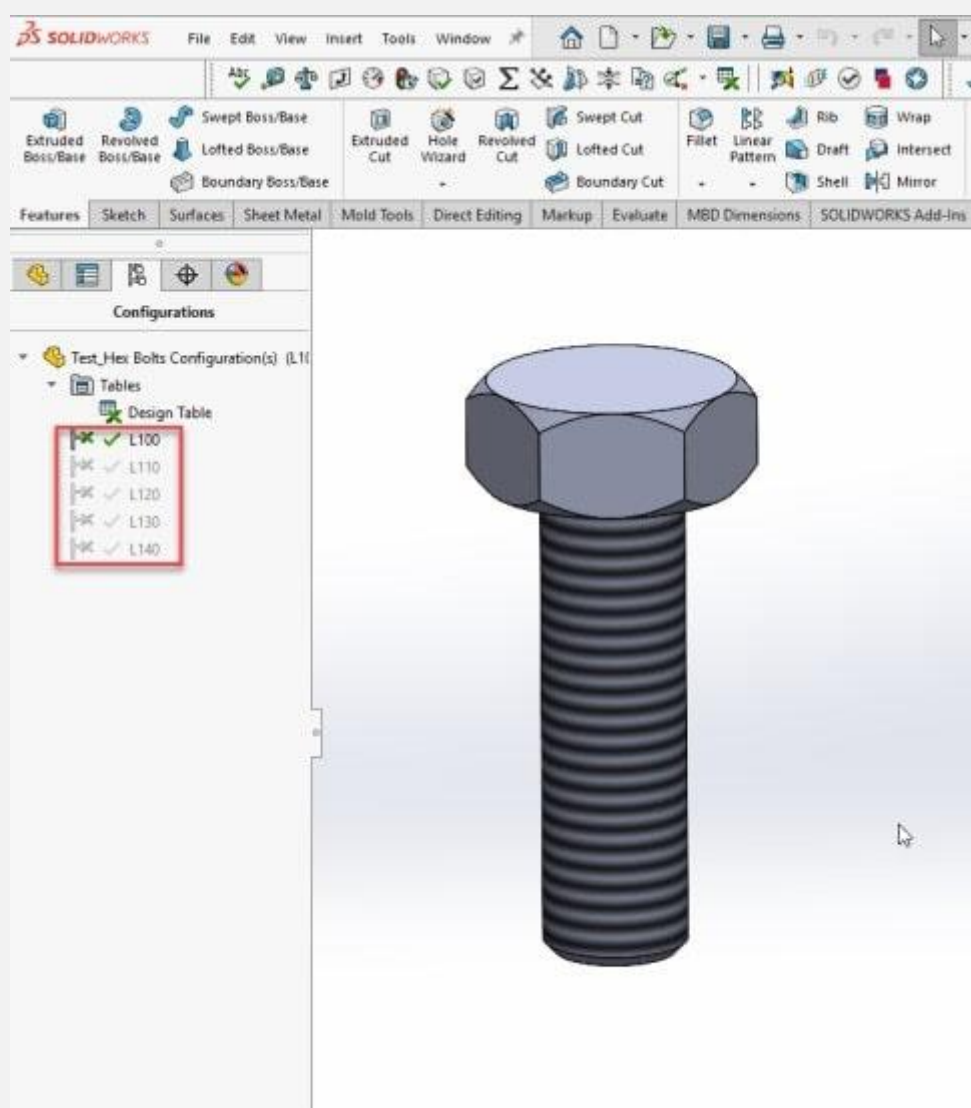 SOLIDWORKS File Edit View Insert Tools Window
Abc
Extruded Boss/Base
Revolved Boss/Base
Swept Boss/Base
Lofted Boss/Base
Boundary Boss/Base
Extruded Cut
Hole Wizard
Revolved Cut
Swept Cut
Lofted Cut
Boundary Cut
Fillet
Linear Pattern
Rib
Draft
Shell
Wrap
Intersect
Mirror
Features Sketch Surfaces Sheet Metal Mold Tools Direct Editing Markup Evaluate MBD Dimensions SOLIDWORKS Add-Ins
Configurations
Test_Hex Bolts Configuration(s) (L10
Tables
Design Table
L100
L110
L120
L130
L140